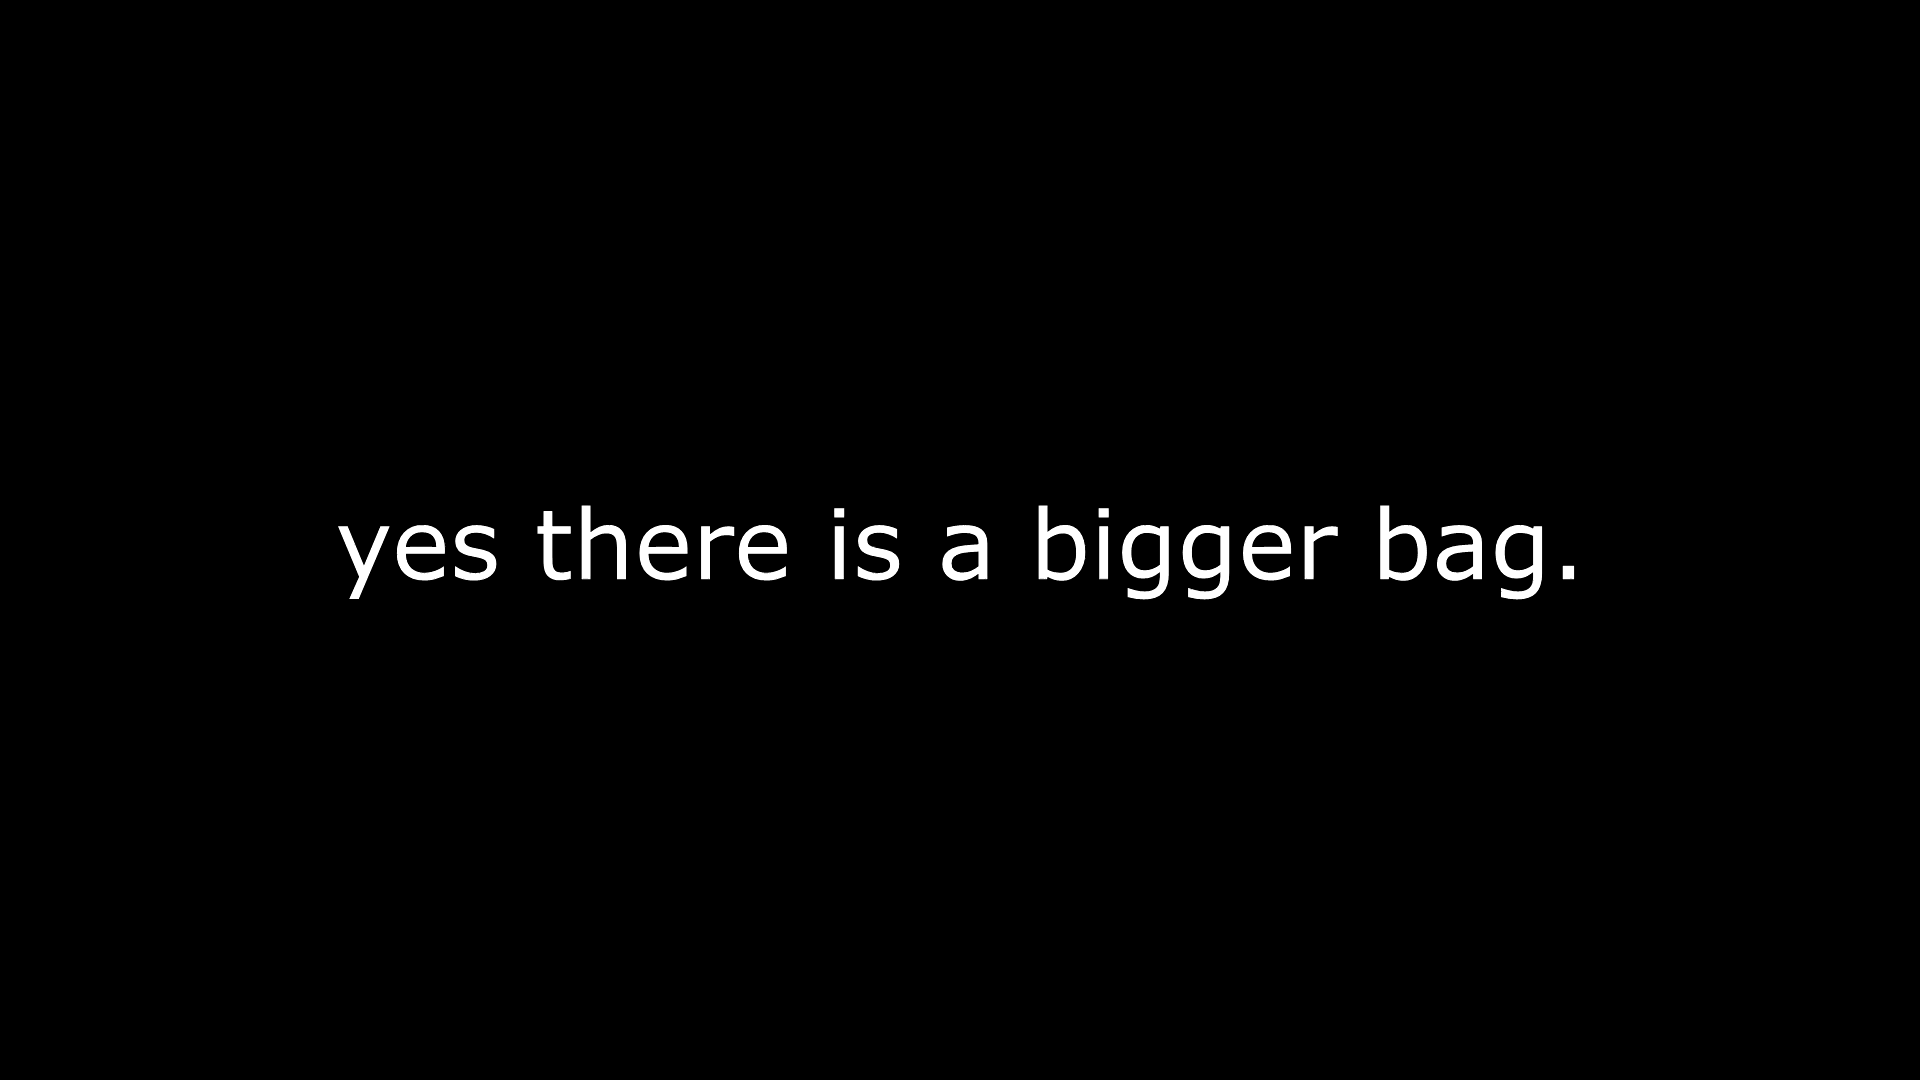 yes there is a bigger bag.